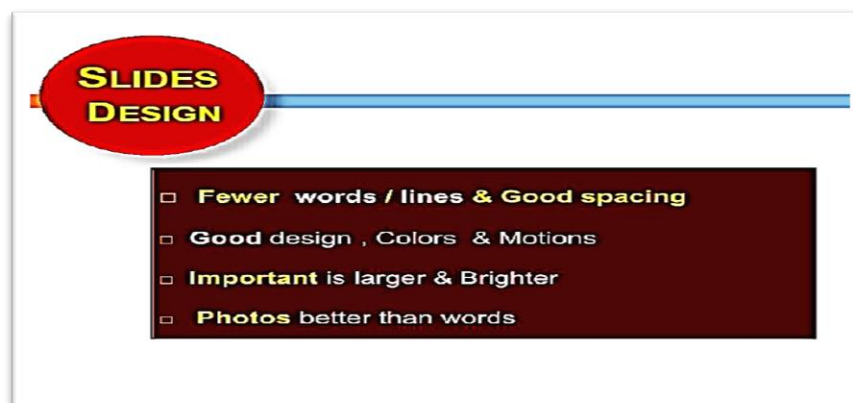 SLIDES
DESIGN
Fewer words / lines & Good spacing
Good design , Colors & Motions
Important is larger & Brighter
Photos better than words